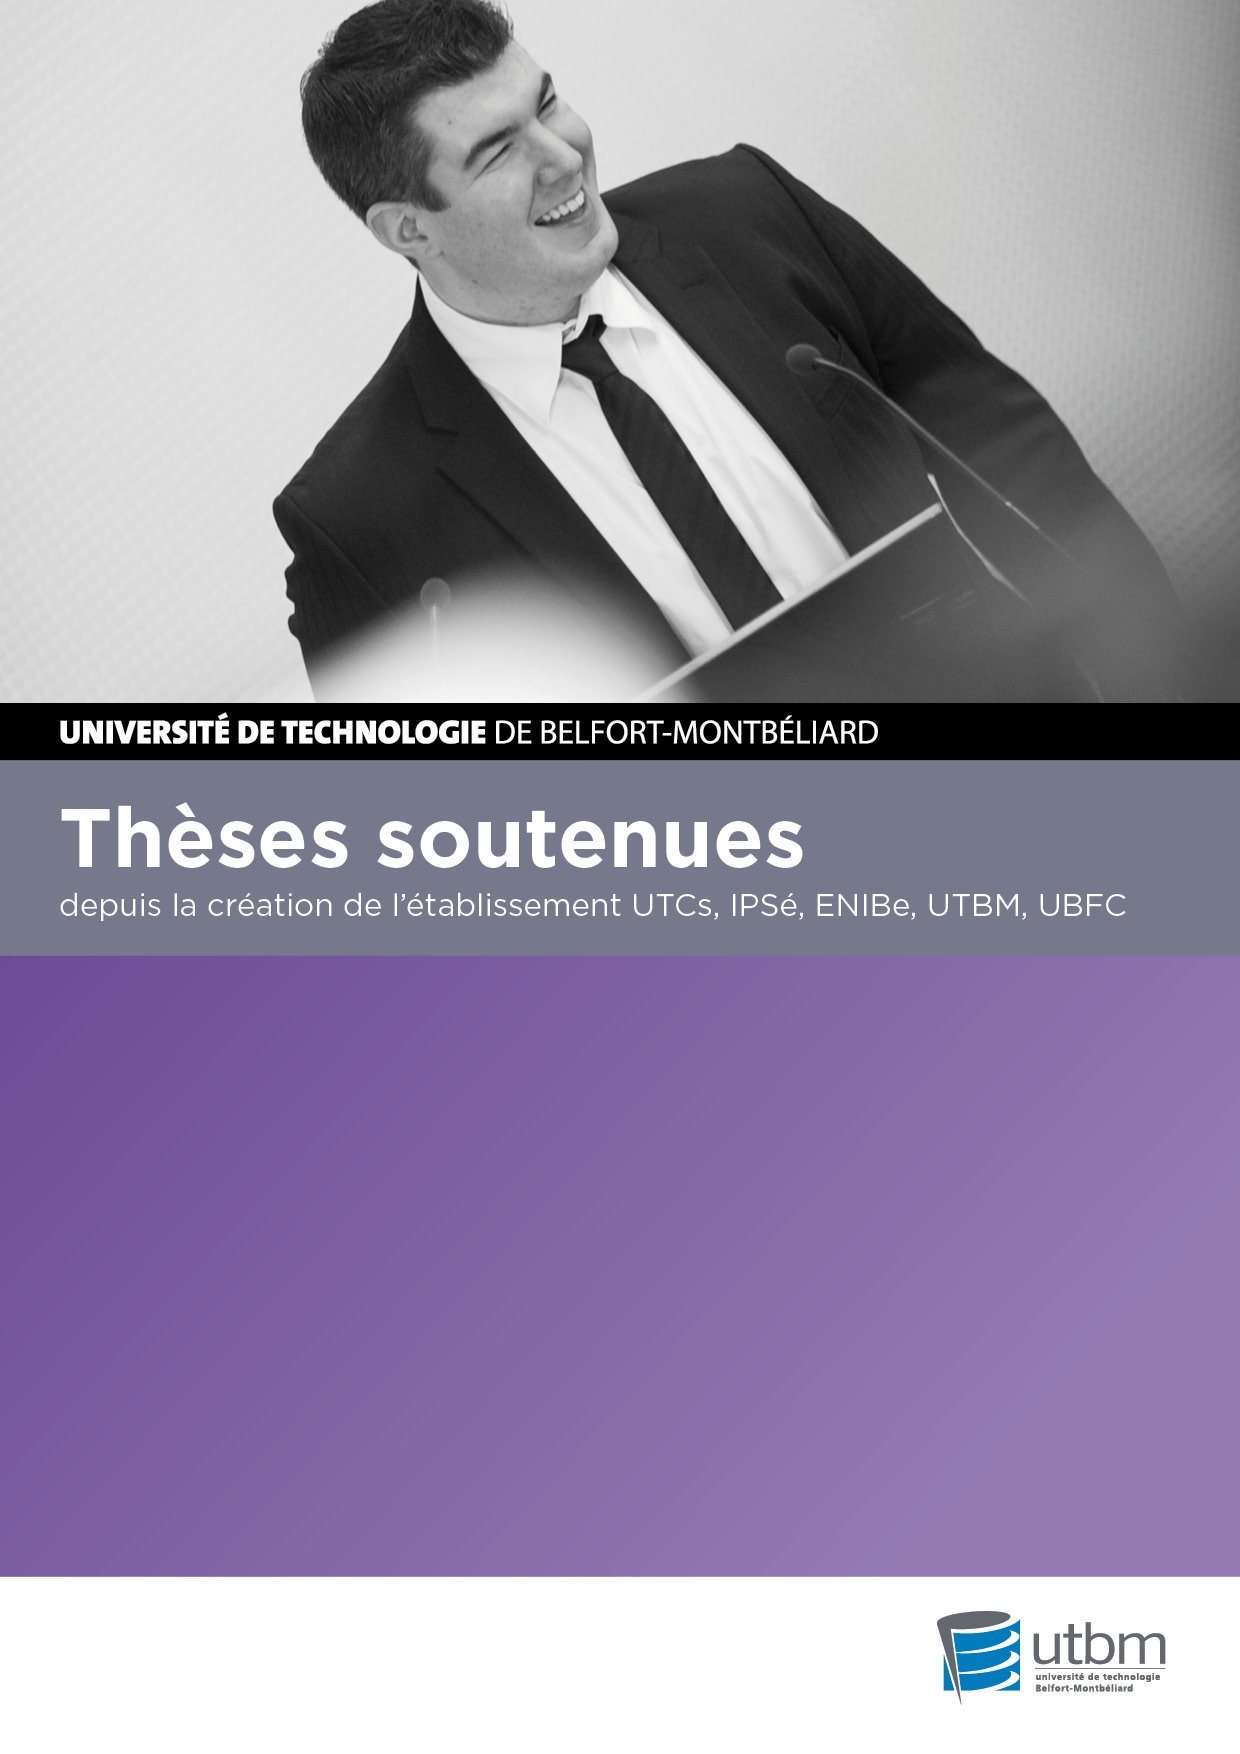 UNIVERSITÉ DE TECHNOLOGIE DE BELFORT-MONTBÉLIARD
Thèses soutenues
depuis la création de l’établissement UTCs, IPSé, ENIBe, UTBM, UBFC
utbm
université de technologie
Belfort-Montbéliard